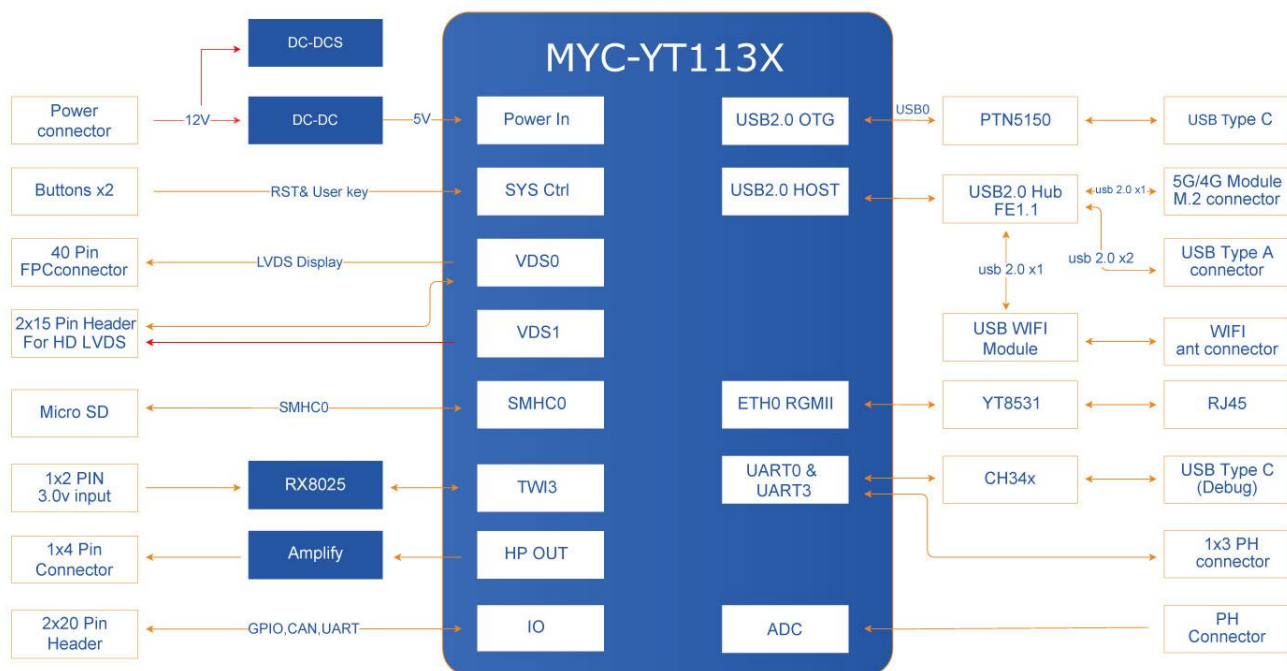 MYC-YT113X
DC-DCS
Power
connector
12V
DC-DC
5V
Power In
USB2.0 OTG
USB0
PTN5150
USB Type C
Buttons x2
RST& User key
SYS Ctrl
USB2.0 HOST
USB2.0 Hub
FE1.1
usb 2.0 x1
5G/4G Module
M.2 connector
40 Pin
FPCconnector
LVDS Display
VDS0
usb 2.0 x1
usb 2.0 x2
USB Type A
connector
2x15 Pin Header
For HD LVDS
VDS1
USB WIFI
Module
WIFI
ant connector
Micro SD
SMHC0
SMHC0
ETH0 RGMII
YT8531
RJ45
1x2 PIN
3.0v input
RX8025
TWI3
UART0 &
UART3
CH34x
USB Type C
(Debug)
1x4 Pin
Connector
Amplify
HP OUT
1x3 PH
connector
2x20 Pin
Header
GPIO,CAN,UART
IO
ADC
PH
Connector